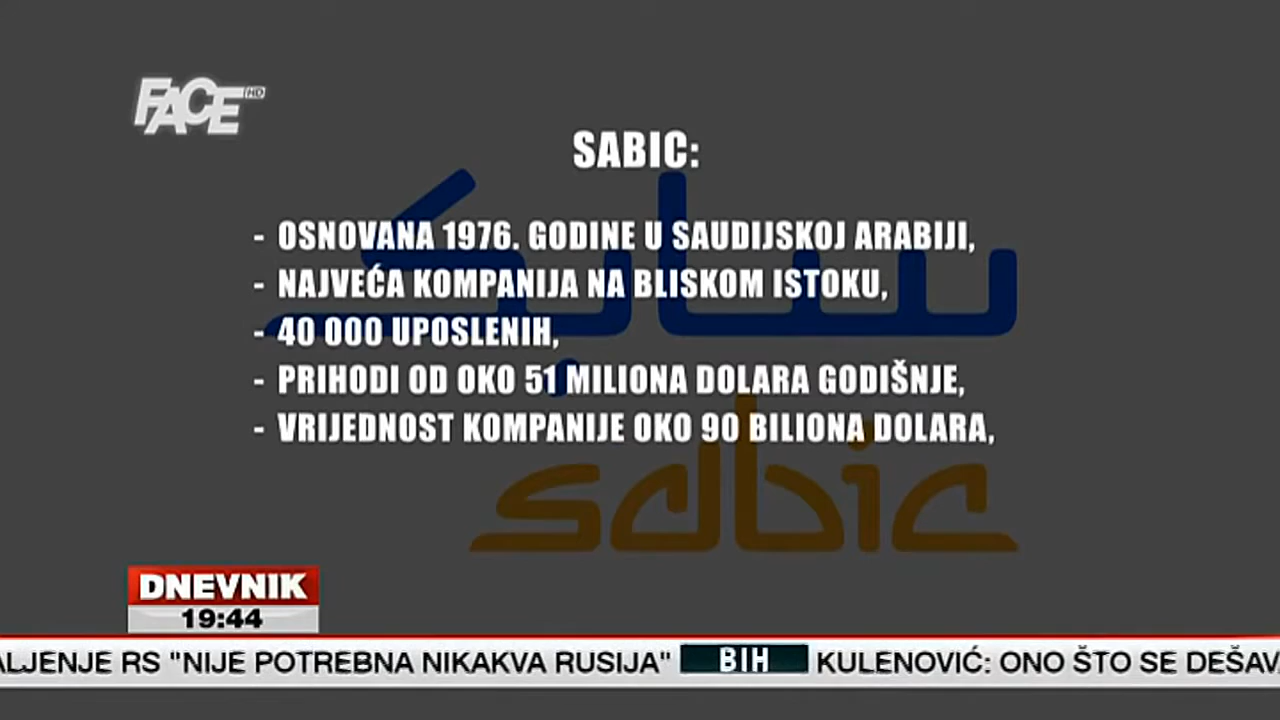 FACE HD
SABIC:
- OSNOVANA 1976. GODINE U SAUDIJSKOJ ARABIJI,
- NAJVEĆA KOMPANIJA NA BLISKOM ISTOKU,
- 40 000 UPOSLENIH,
- PRIHODI OD OKO 51 MILIONA DOLARA GODIŠNJE,
- VRIJEDNOST KOMPANIJE OKO 90 BILIONA DOLARA,
سابك
sabic
DNEVNIK
19:44
ALJENJE RS "NIJE POTREBNA NIKAKVA RUSIJA" BIH KULENOVIĆ: ONO ŠTO SE DEŠAVA